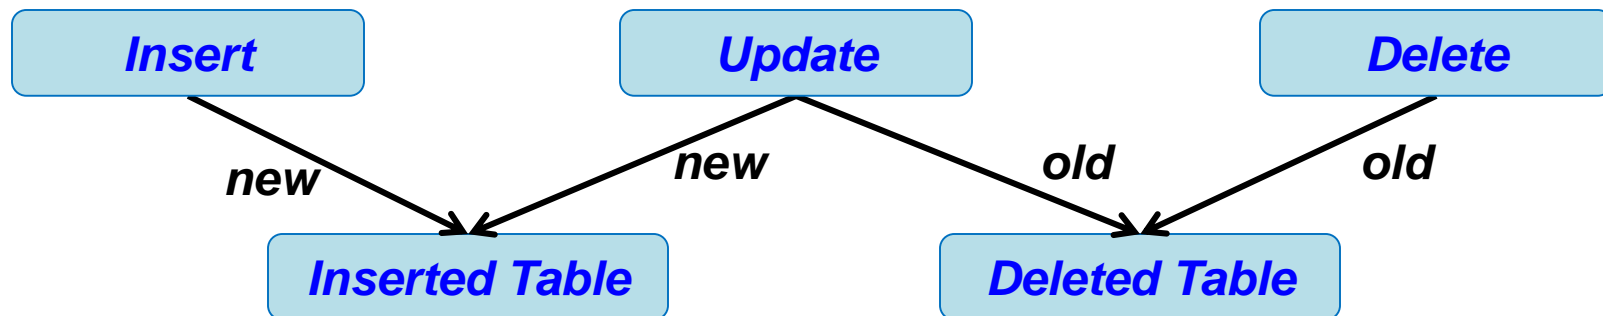 Insert
Update
Delete
new
new
old
old
Inserted Table
Deleted Table